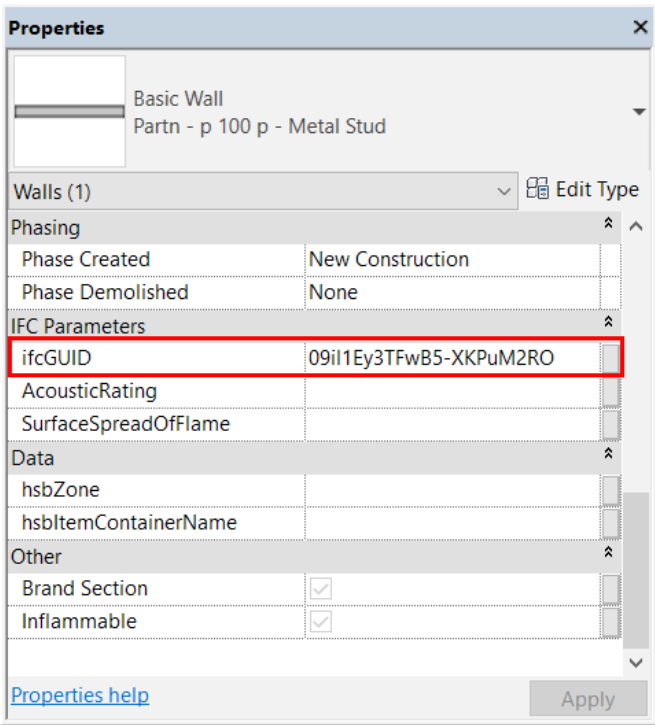 Properties
Basic Wall
Partn - p 100 p - Metal Stud
Walls (1)
Edit Type
Phasing
Phase Created New Construction
Phase Demolished None
IFC Parameters
ifcGUID 09iI1Ey3TFwB5-XKPuM2RO
AcousticRating
SurfaceSpreadOfFlame
Data
hsbZone
hsbItemContainerName
Other
Brand Section
Inflammable
Properties help
Apply